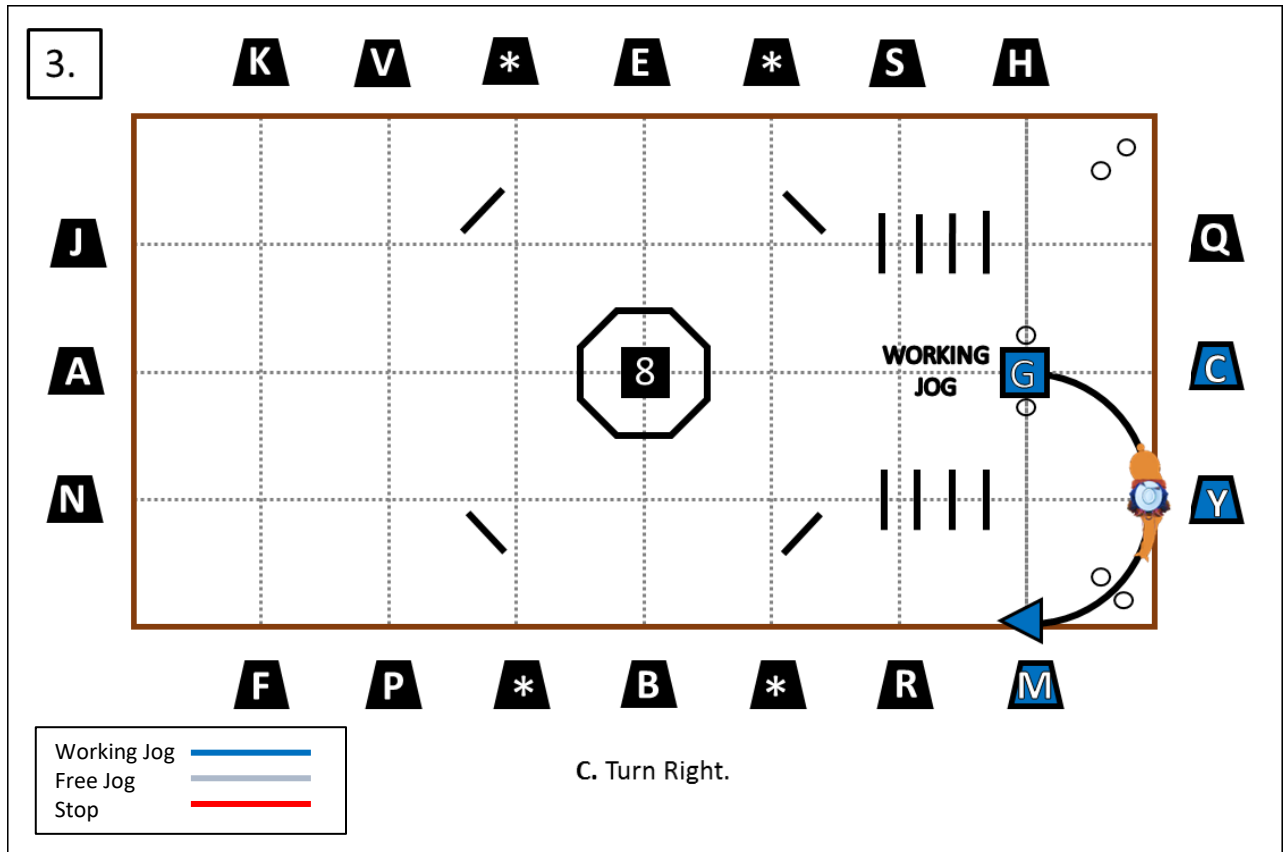 3.
K V * E * S H
J
Q
A
8
WORKING
JOG
G
C
N
Y
F P * B * R M
Working Jog
Free Jog
Stop
C. Turn Right.